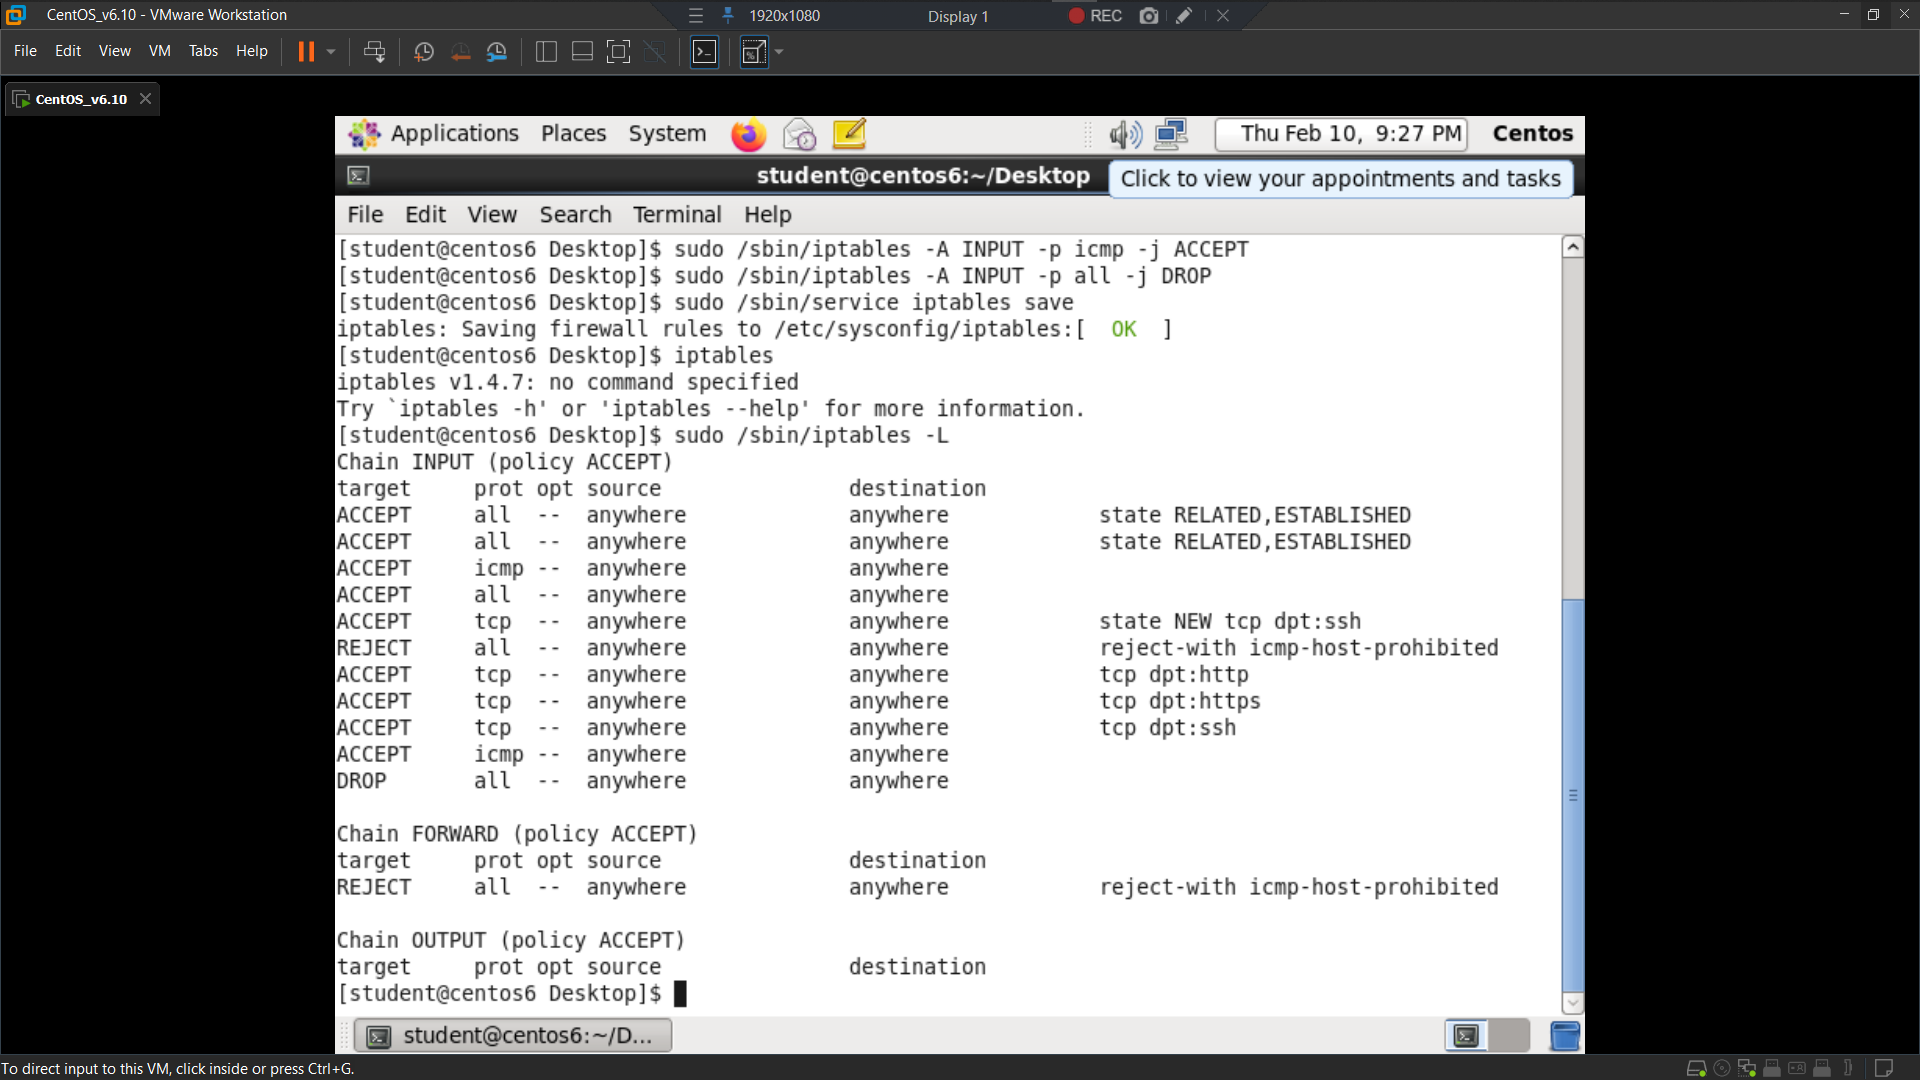 CentOS_v6.10 - VMware Workstation
1920x1080
Display 1
REC
File Edit View VM Tabs Help
CentOS_v6.10
Applications Places System
Thu Feb 10, 9:27 PM
Centos
student@centos6:~/Desktop
Click to view your appointments and tasks
File Edit View Search Terminal Help
[student@centos6 Desktop]$ sudo /sbin/iptables -A INPUT -p icmp -j ACCEPT
[student@centos6 Desktop]$ sudo /sbin/iptables -A INPUT -p all -j DROP
[student@centos6 Desktop]$ sudo /sbin/service iptables save
iptables: Saving firewall rules to /etc/sysconfig/iptables:[  OK  ]
[student@centos6 Desktop]$ iptables
iptables v1.4.7: no command specified
Try `iptables -h' or 'iptables --help' for more information.
[student@centos6 Desktop]$ sudo /sbin/iptables -L
Chain INPUT (policy ACCEPT)
target     prot opt source               destination
ACCEPT     all  --  anywhere             anywhere            state RELATED,ESTABLISHED
ACCEPT     all  --  anywhere             anywhere            state RELATED,ESTABLISHED
ACCEPT     icmp --  anywhere             anywhere
ACCEPT     all  --  anywhere             anywhere
ACCEPT     tcp  --  anywhere             anywhere            state NEW tcp dpt:ssh
REJECT     all  --  anywhere             anywhere            reject-with icmp-host-prohibited
ACCEPT     tcp  --  anywhere             anywhere            tcp dpt:http
ACCEPT     tcp  --  anywhere             anywhere            tcp dpt:https
ACCEPT     tcp  --  anywhere             anywhere            tcp dpt:ssh
ACCEPT     icmp --  anywhere             anywhere
DROP       all  --  anywhere             anywhere
Chain FORWARD (policy ACCEPT)
target     prot opt source               destination
REJECT     all  --  anywhere             anywhere            reject-with icmp-host-prohibited
Chain OUTPUT (policy ACCEPT)
target     prot opt source               destination
[student@centos6 Desktop]$
student@centos6:~/D...
To direct input to this VM, click inside or press Ctrl+G.